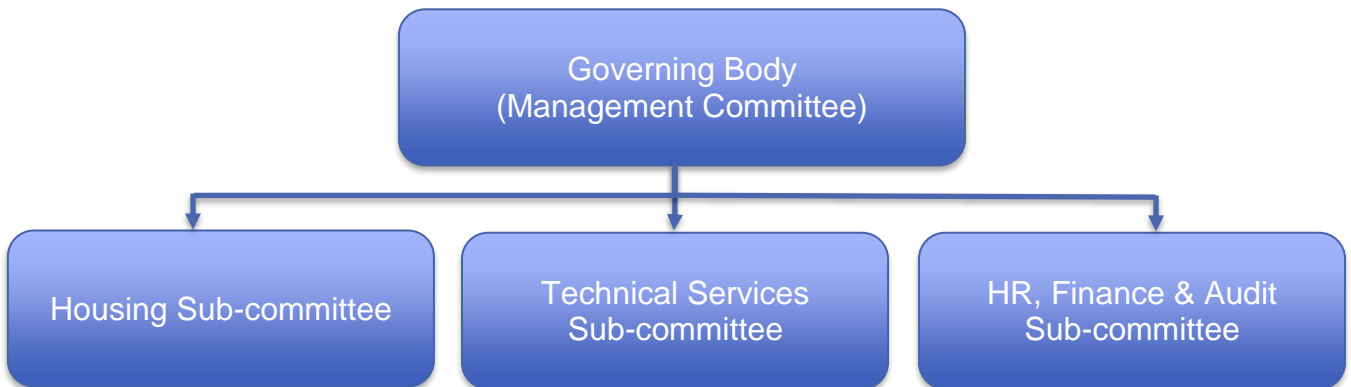 Governing Body
(Management Committee)
Housing Sub-committee
Technical Services
Sub-committee
HR, Finance & Audit
Sub-committee